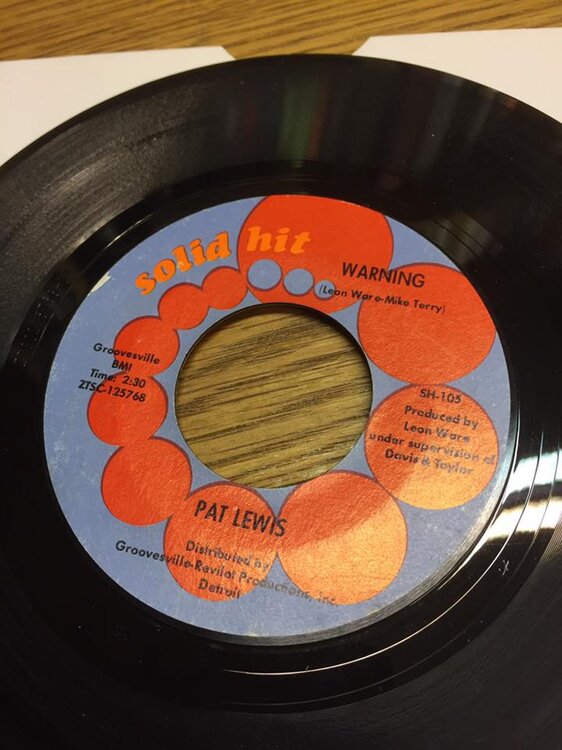 solid hit
WARNING
(Leon Ware-Mike Terry)
Groovesville
BMI
Time: 2:30
ZTSC-125768
SH-105
Produced by
Leon Ware
under supervision of
Davis & Taylor
PAT LEWIS
Distributed by
Groovesville-Revilot Productions, Inc.
Detroit